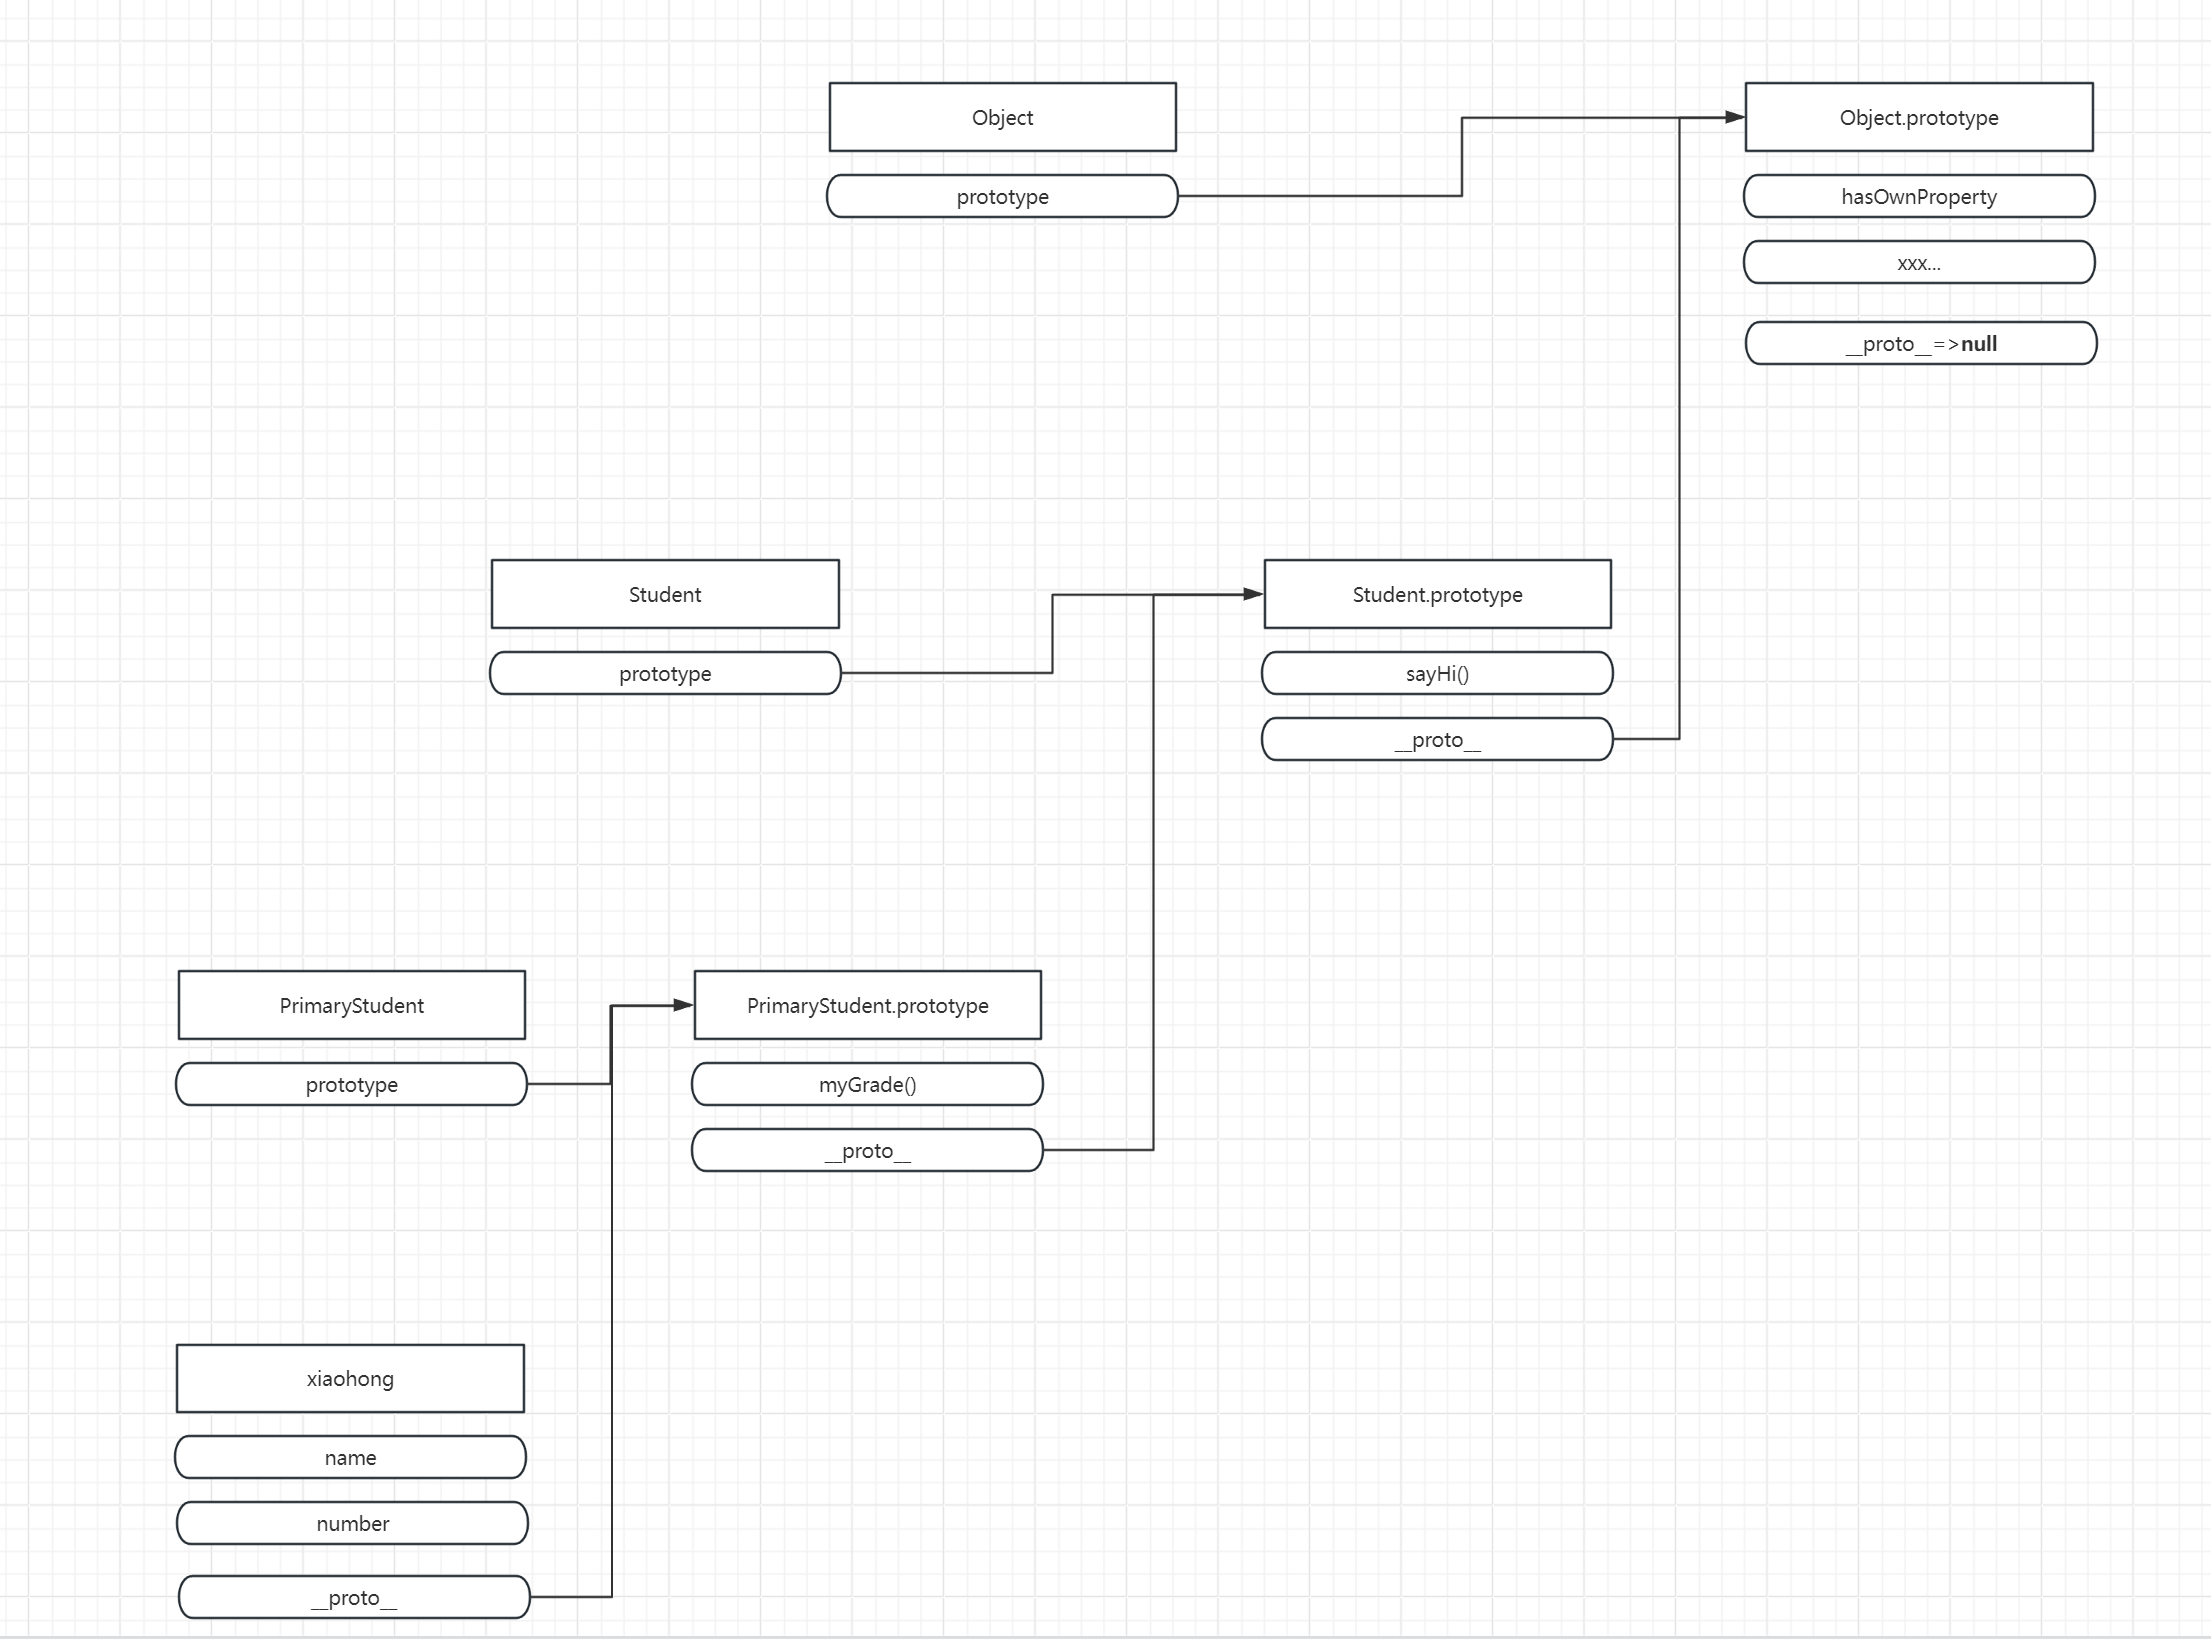 Object
prototype
Object.prototype
hasOwnProperty
xxx...
__proto__=>null
Student
prototype
Student.prototype
sayHi()
__proto__
PrimaryStudent
prototype
PrimaryStudent.prototype
myGrade()
__proto__
xiaohong
name
number
__proto__